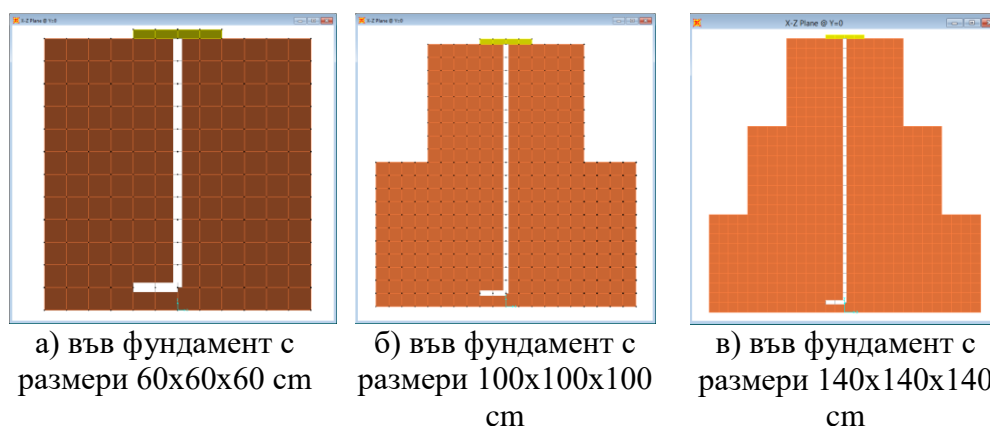 X-Z Plane @ Y=0
X-Z Plane @ Y=0
X-Z Plane @ Y=0
а) във фундамент с
размери 60x60x60 cm
б) във фундамент с
размери 100x100x100
cm
в) във фундамент с
размери 140x140x140
cm